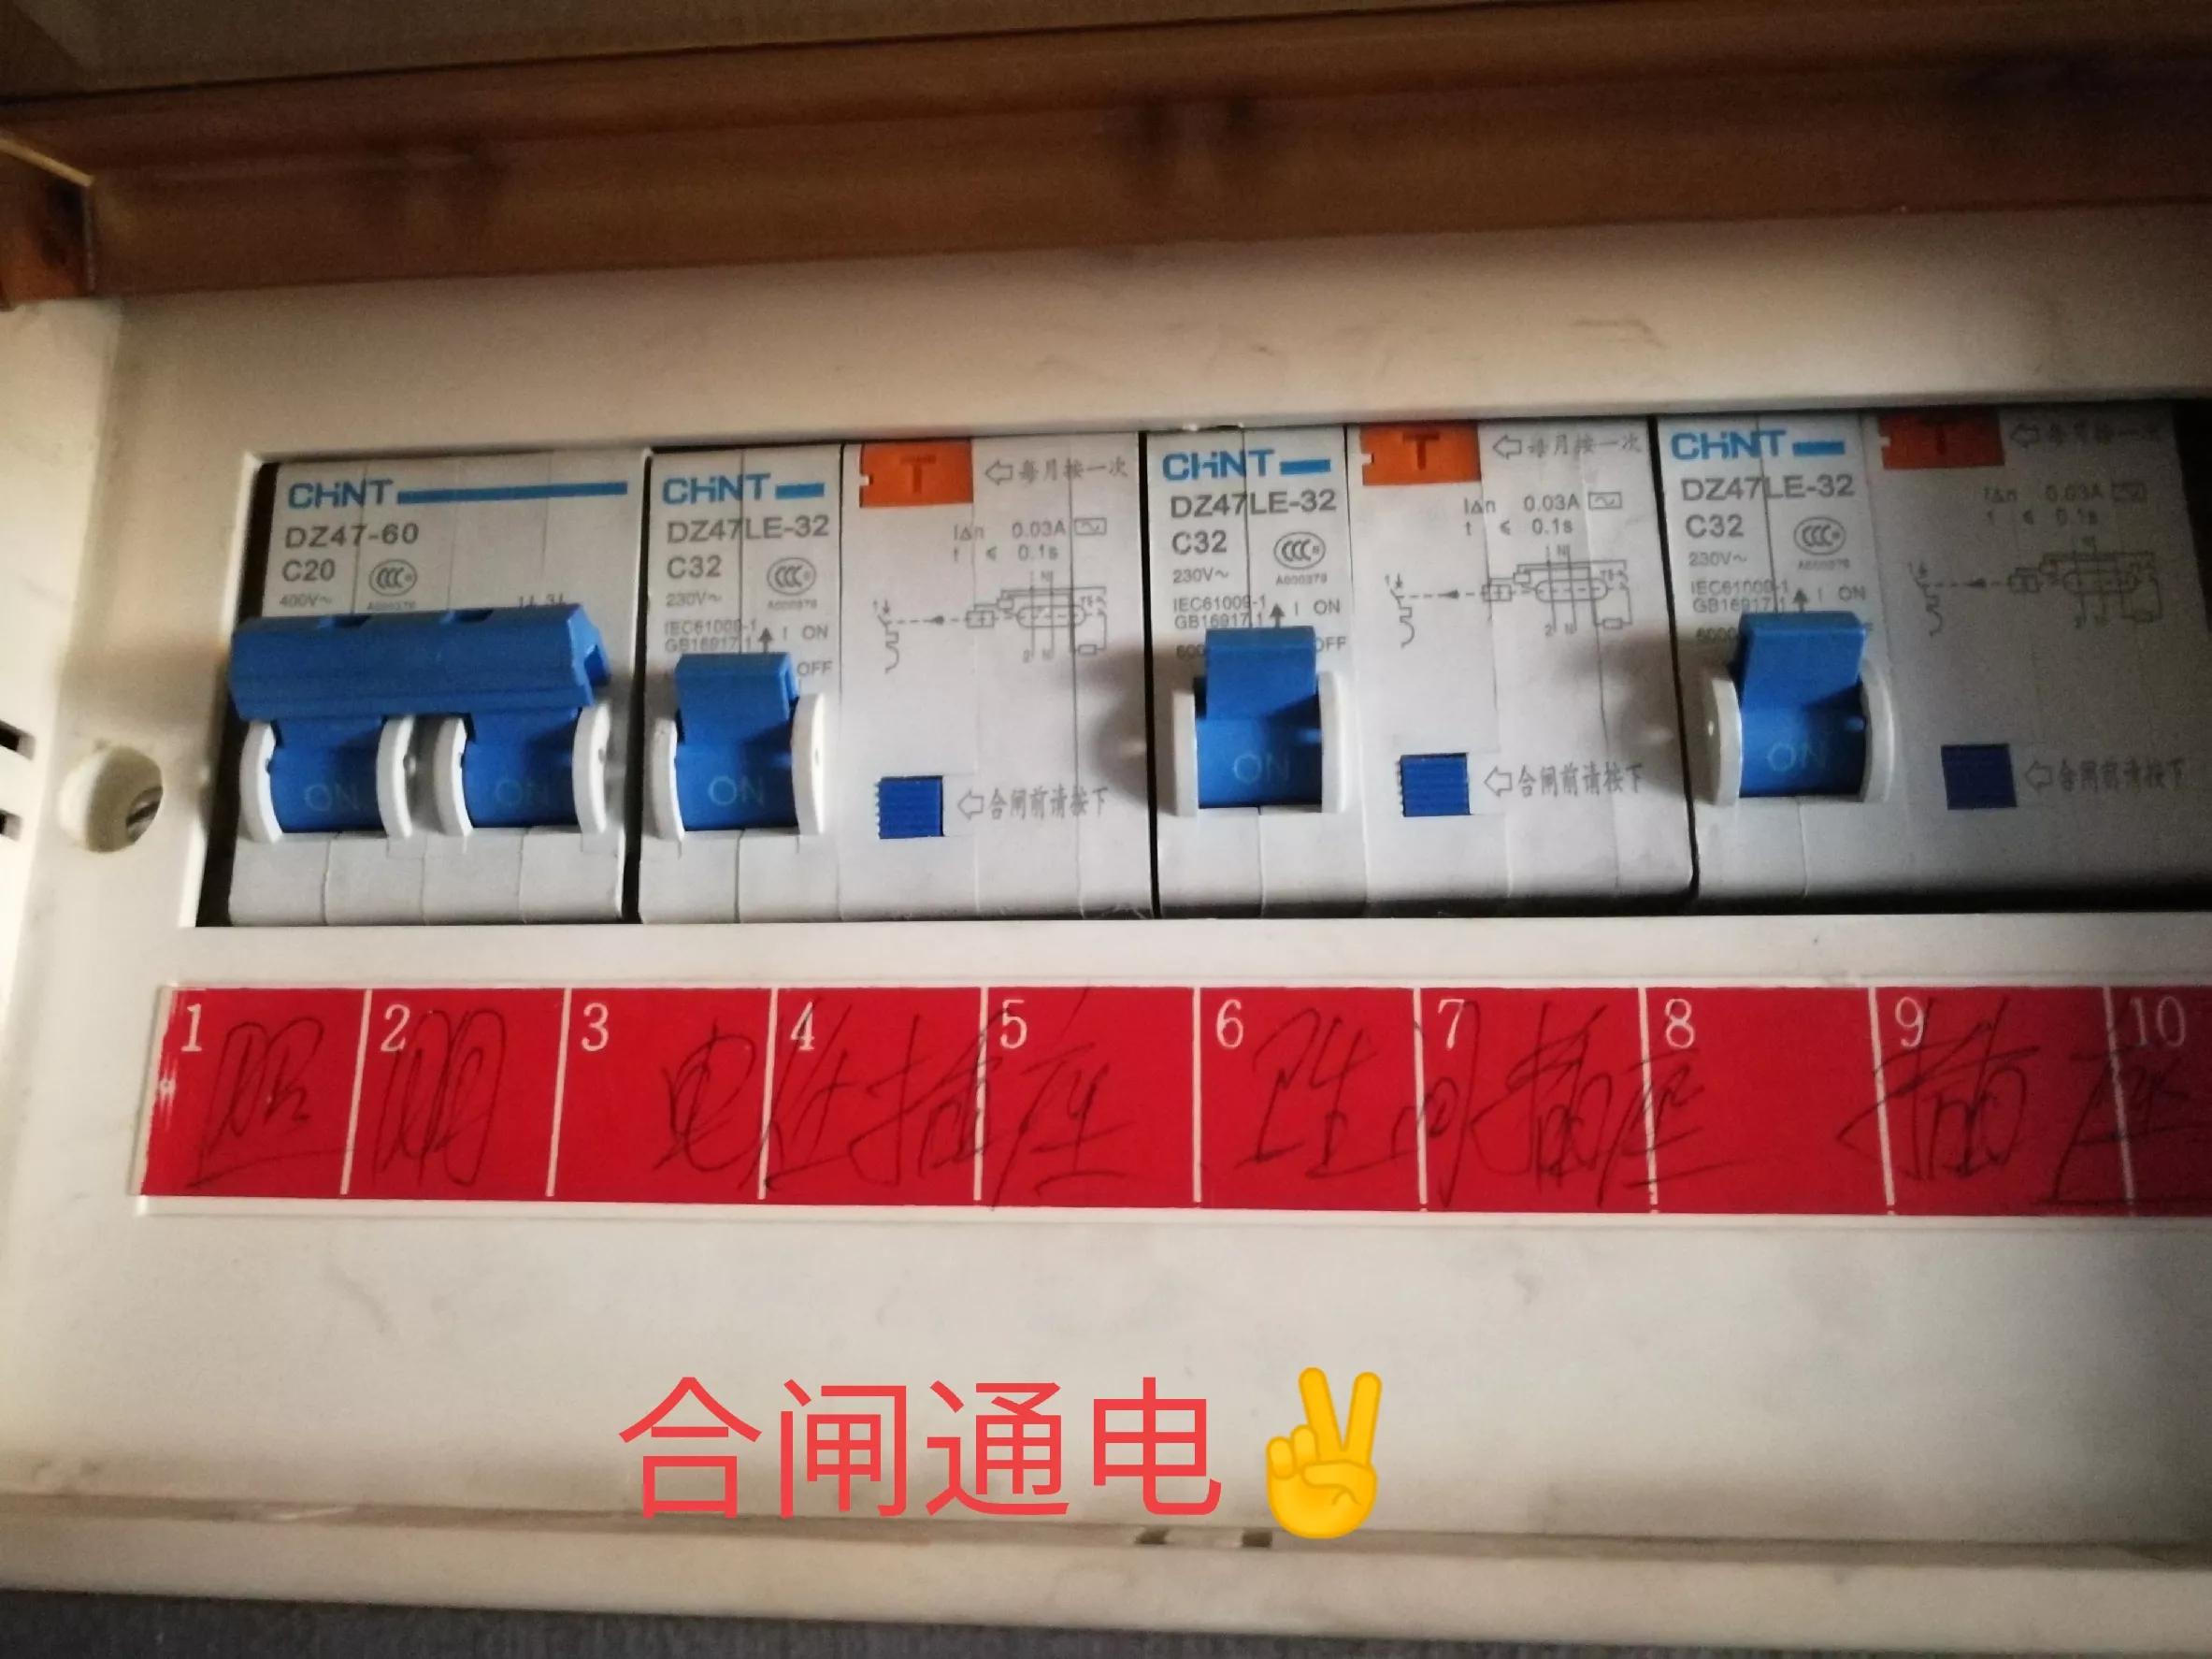 CHNT
DZ47-60
C20
400V~
ON
ON
CHNT
DZ47LE-32
C32
230V~
IEC61009-1
GB16917.1
I ON
OFF
ON
T
每月按一次
I△n 0.03A
t ≤ 0.1s
合闸前请按下
CHNT
DZ47LE-32
C32
230V~
IEC61009-1
GB16917.1
I ON
OFF
ON
T
每月按一次
I△n 0.03A
t ≤ 0.1s
合闸前请按下
CHNT
DZ47LE-32
C32
230V~
IEC61009-1
GB16917.1
6000
I ON
ON
T
每月按一次
I△n 0.03A
t ≤ 0.1s
合闸前请按下
1 2 3 4 5 6 7 8 9 10
照明 插座 间插座 插座
合闸通电✌